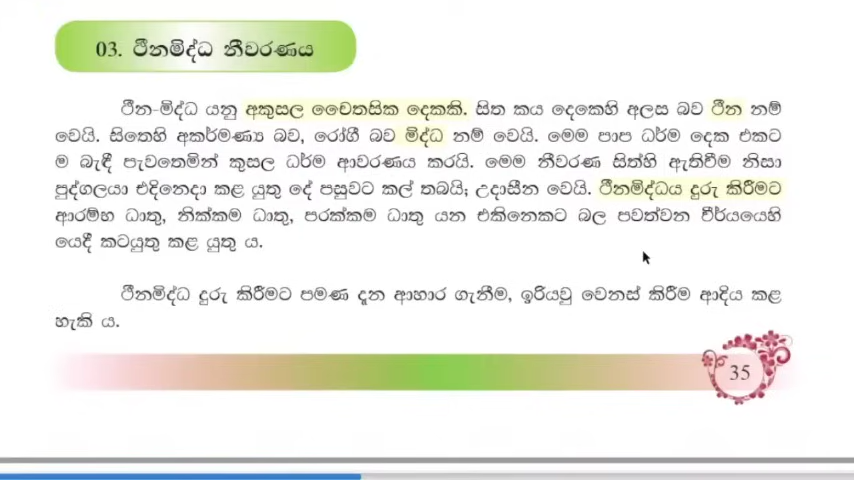 03. ථීනමිද්ධ නීවරණය
ථීන-මිද්ධ යනු අකුසල චෛතසික දෙකකි. සිත කය දෙකෙහි අලස බව ථීන නම්
වෙයි. සිතෙහි අකර්මණ්‍ය බව, රෝගී බව මිද්ධ නම් වෙයි. මෙම පාප ධර්ම දෙක එකට
ම බැඳී පැවතෙමින් කුසල ධර්ම ආවරණය කරයි. මෙම නීවරණ සිත්හි ඇතිවීම නිසා
පුද්ගලයා එදිනෙදා කළ යුතු දේ පසුවට කල් තබයි; උදාසීන වෙයි. ථීනමිද්ධය දුරු කිරීමට
ආරම්භ ධාතු, නික්කම ධාතු, පරක්කම ධාතු යන එකිනෙකට බල පවත්වන වීර්යයෙහි
යෙදී කටයුතු කළ යුතු ය.
ථීනමිද්ධ දුරු කිරීමට පමණ දැන ආහාර ගැනීම, ඉරියවු වෙනස් කිරීම ආදිය කළ
හැකි ය.
35